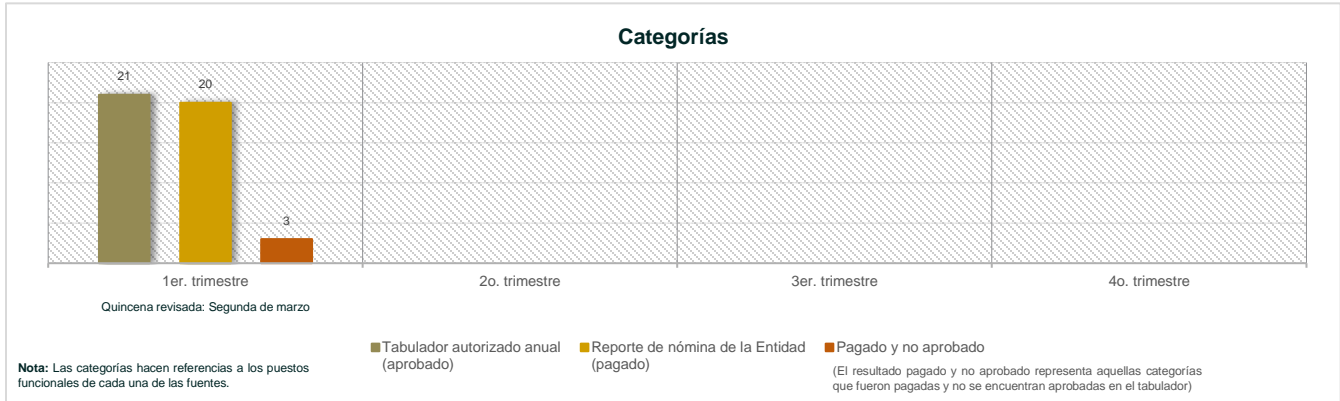 Categorías
21
20
3
1er. trimestre
2o. trimestre
3er. trimestre
4o. trimestre
Quincena revisada: Segunda de marzo
Tabulador autorizado anual
(aprobado)
Reporte de nómina de la Entidad
(pagado)
Pagado y no aprobado
(El resultado pagado y no aprobado representa aquellas categorías
que fueron pagadas y no se encuentran aprobadas en el tabulador)
Nota: Las categorías hacen referencias a los puestos
funcionales de cada una de las fuentes.